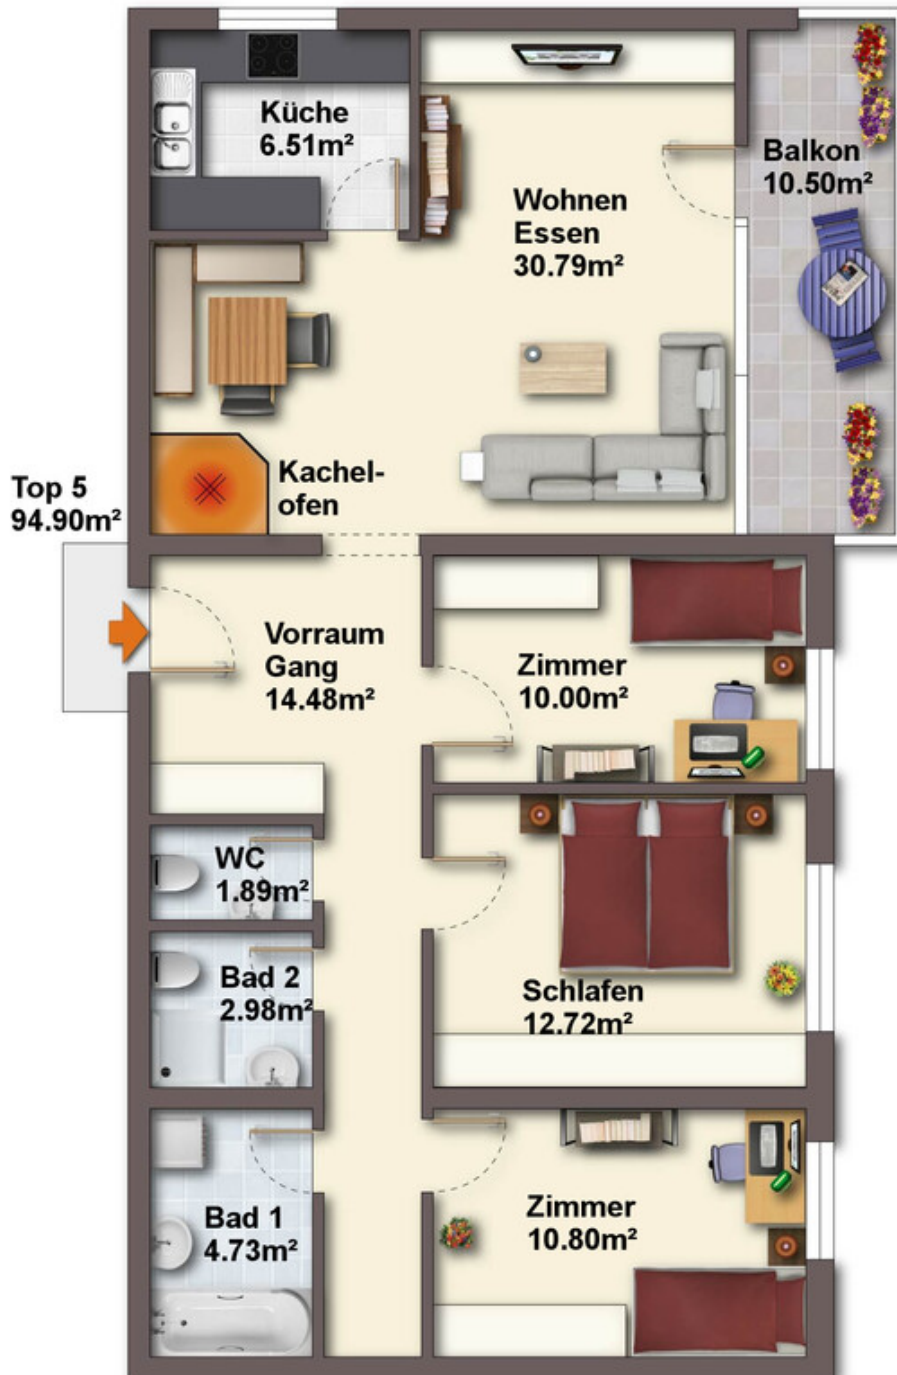 Küche
6.51m²
Wohnen
Essen
30.79m²
Balkon
10.50m²
Kachel-
ofen
Top 5
94.90m²
Vorraum
Gang
14.48m²
Zimmer
10.00m²
WC
1.89m²
Bad 2
2.98m²
Schlafen
12.72m²
Bad 1
4.73m²
Zimmer
10.80m²